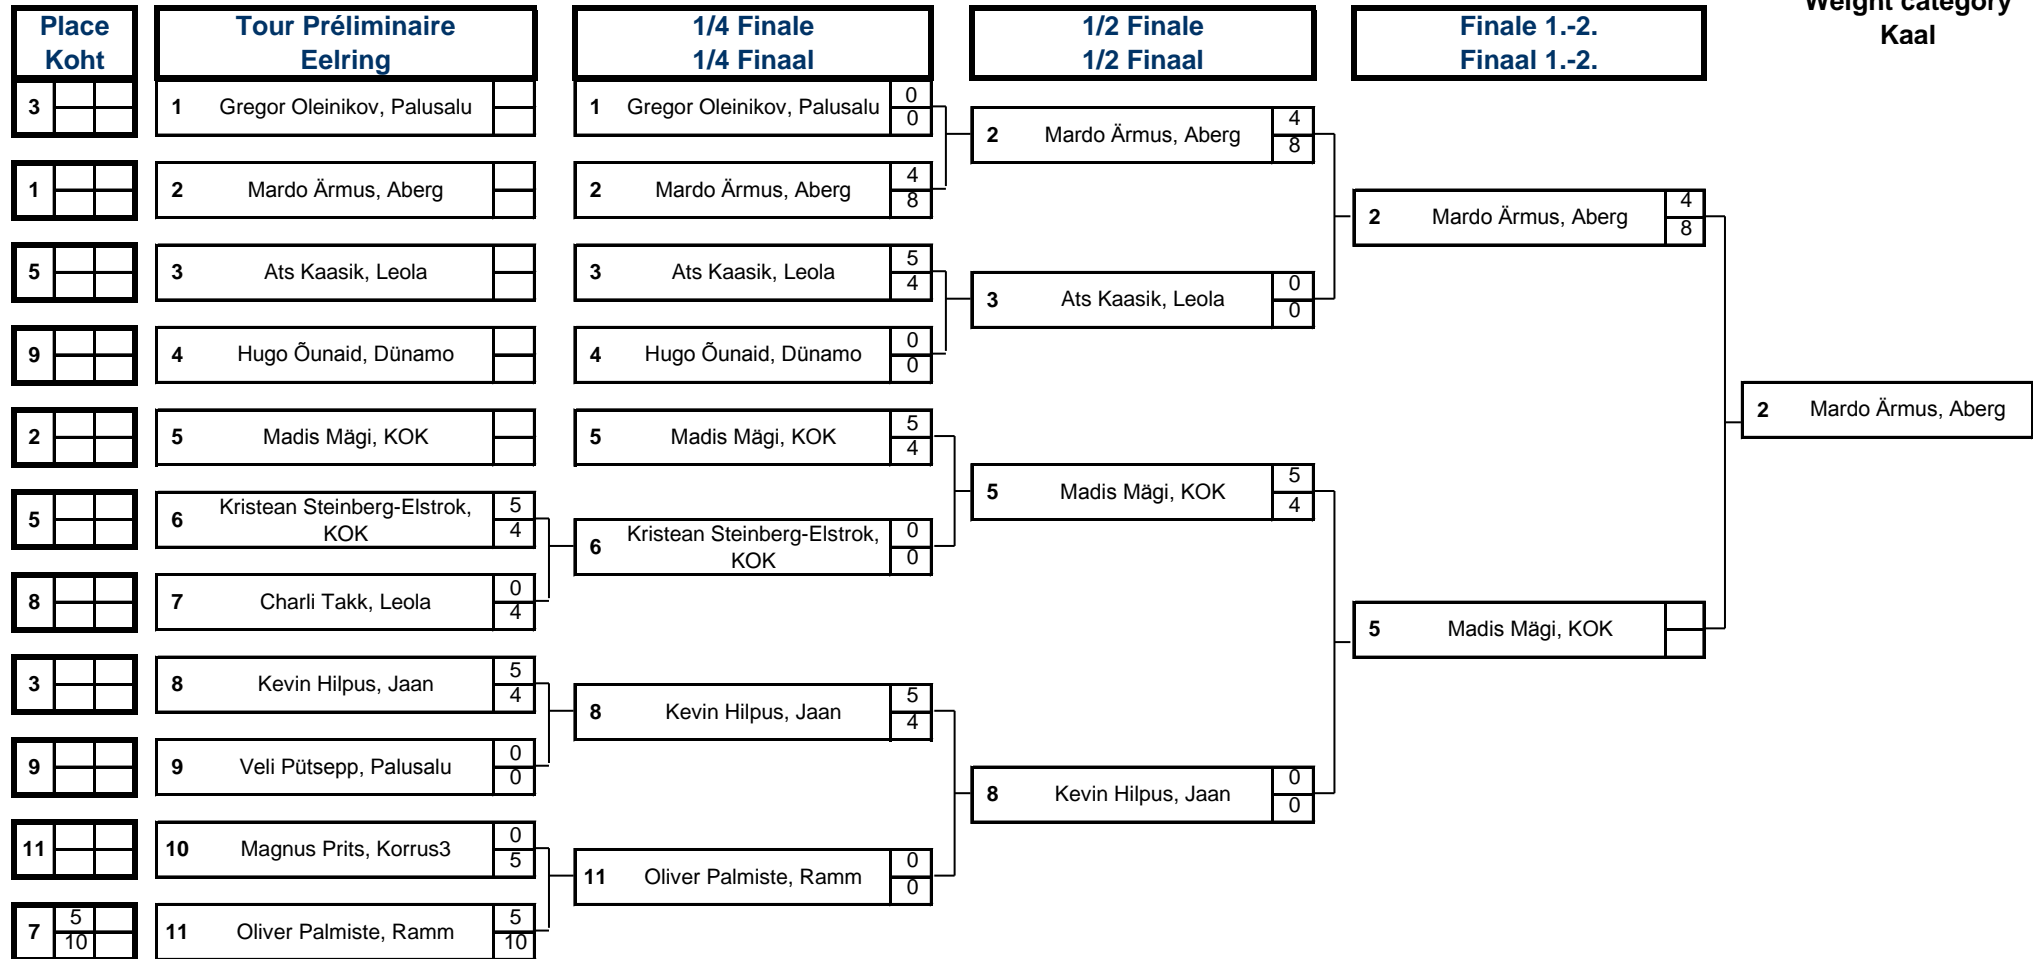 Weight category
Kaal
Place
Koht
Tour Préliminaire
Eelring
1/4 Finale
1/4 Finaal
1/2 Finale
1/2 Finaal
Finale 1.-2.
Finaal 1.-2.
3
1 Gregor Oleinikov, Palusalu
1 Gregor Oleinikov, Palusalu 0
0
2 Mardo Ärmus, Aberg 4
8
1
2 Mardo Ärmus, Aberg
2 Mardo Ärmus, Aberg 4
8
2 Mardo Ärmus, Aberg 4
8
5
3 Ats Kaasik, Leola
3 Ats Kaasik, Leola 5
4
3 Ats Kaasik, Leola 0
0
9
4 Hugo Õunaid, Dünamo
4 Hugo Õunaid, Dünamo 0
0
2 Mardo Ärmus, Aberg
2
5 Madis Mägi, KOK
5 Madis Mägi, KOK 5
4
5 Madis Mägi, KOK 5
4
5
6 Kristean Steinberg-Elstrok, 5
KOK 4
6 Kristean Steinberg-Elstrok, 0
KOK 0
8
7 Charli Takk, Leola 0
4
5 Madis Mägi, KOK
3
8 Kevin Hilpus, Jaan 5
4
8 Kevin Hilpus, Jaan 5
4
9
9 Veli Pütsepp, Palusalu 0
0
8 Kevin Hilpus, Jaan 0
0
11
10 Magnus Prits, Korrus3 0
5
11 Oliver Palmiste, Ramm 0
0
7 5
10
11 Oliver Palmiste, Ramm 5
10